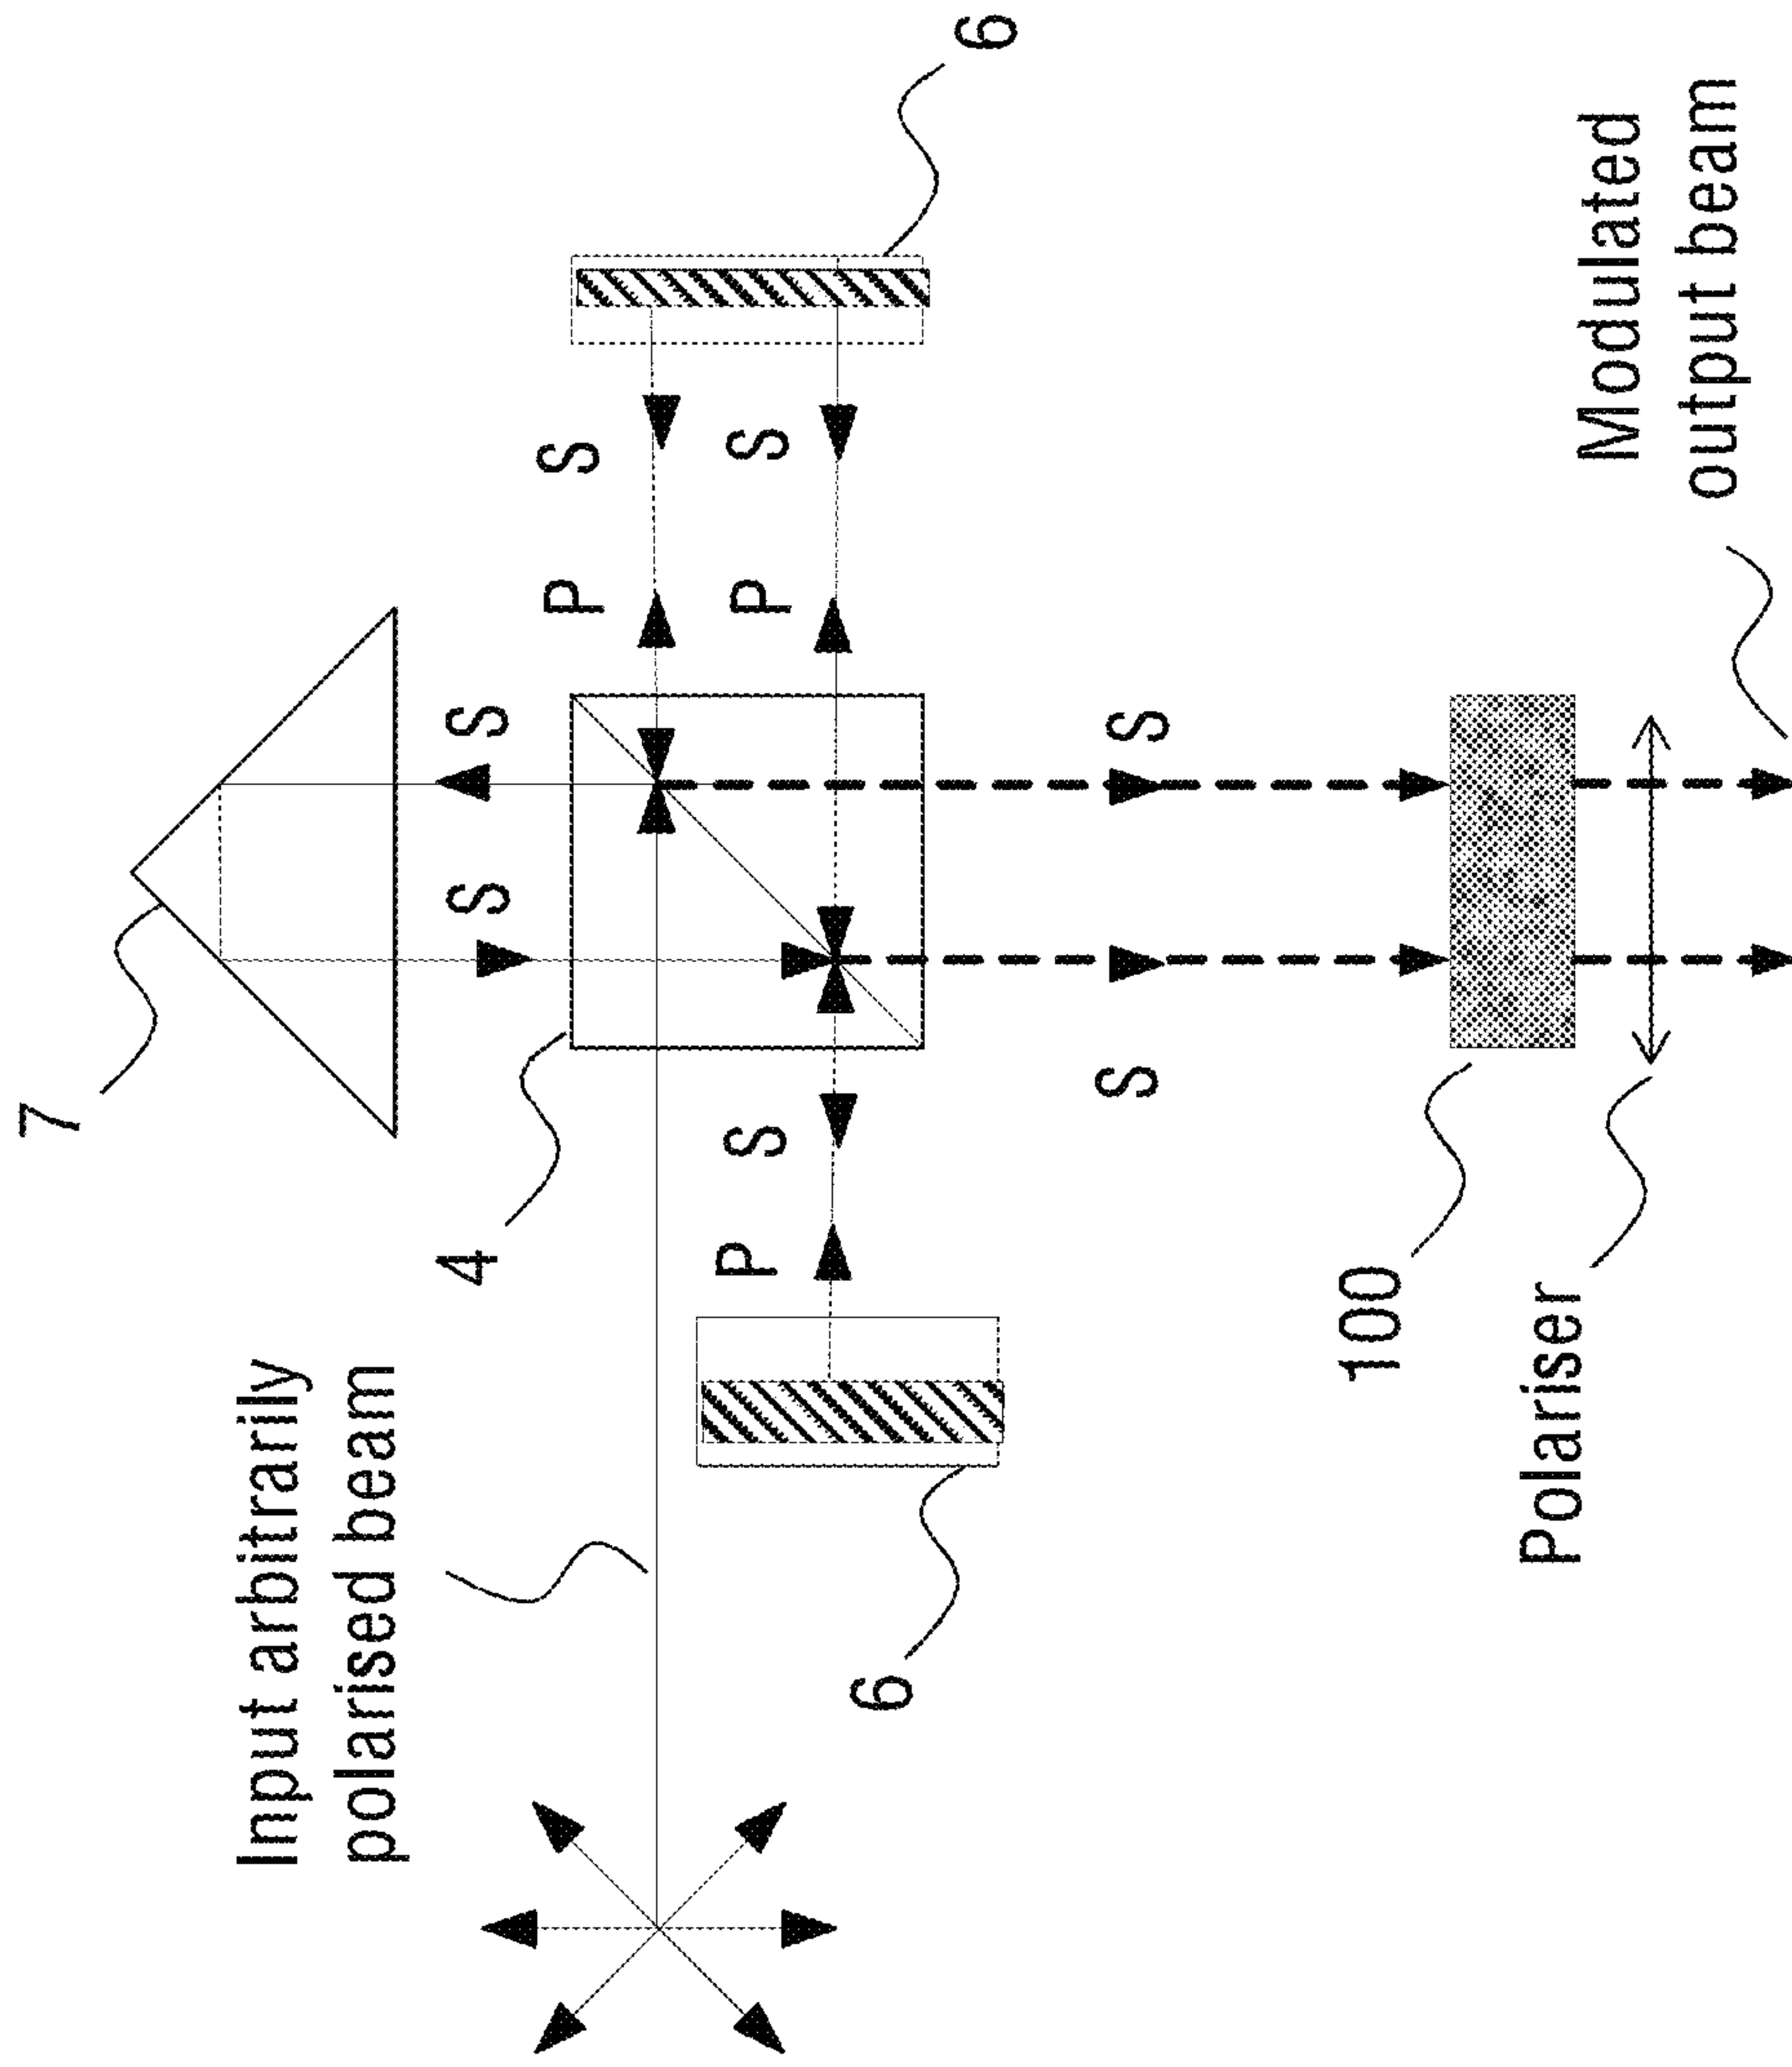 Input arbitrarily
polarised beam
7
4
6
P
S
S
S
P
S
P
S
6
S
S
100
Polariser
Modulated
output beam